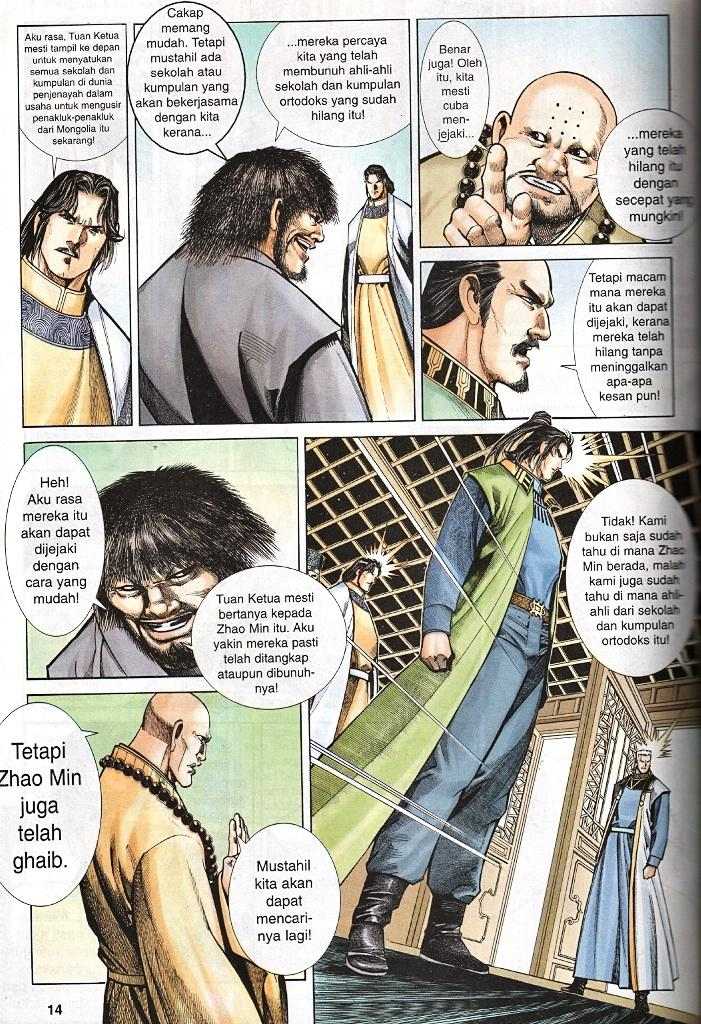 Aku rasa, Tuan Ketua
mesti tampil ke depan
untuk menyatukan
semua sekolah dan
kumpulan di dunia
penjenayah dalam
usaha untuk mengusir
penakluk-penakluk
dari Mongolia itu
sekarang!
Cakap
memang
mudah. Tetapi
mustahil ada
sekolah atau
kumpulan yang
akan bekerjasama
dengan kita
kerana...
...mereka percaya
kita yang telah
membunuh ahli-ahli
sekolah dan kumpulan
ortodoks yang sudah
hilang itu!
Benar
juga! Oleh
itu, kita
mesti
cuba
men-
jejaki...
...mereka
yang telah
hilang itu
dengan
secepat yang
mungkin!
Tetapi macam
mana mereka
itu akan dapat
dijejaki, kerana
mereka telah
hilang tanpa
meninggalkan
apa-apa
kesan pun!
Heh!
Aku rasa
mereka itu
akan dapat
dijejaki
dengan
cara yang
mudah!
Tuan Ketua mesti
bertanya kepada
Zhao Min itu. Aku
yakin mereka pasti
telah ditangkap
ataupun dibunuh-
nya!
Tidak! Kami
bukan saja sudah
tahu di mana Zhao
Min berada, malah
kami juga sudah
tahu di mana ahli-
ahli dari sekolah
dan kumpulan
ortodoks itu!
Tetapi
Zhao Min
juga
telah
ghaib.
Mustahil
kita akan
dapat
mencari-
nya lagi!
14